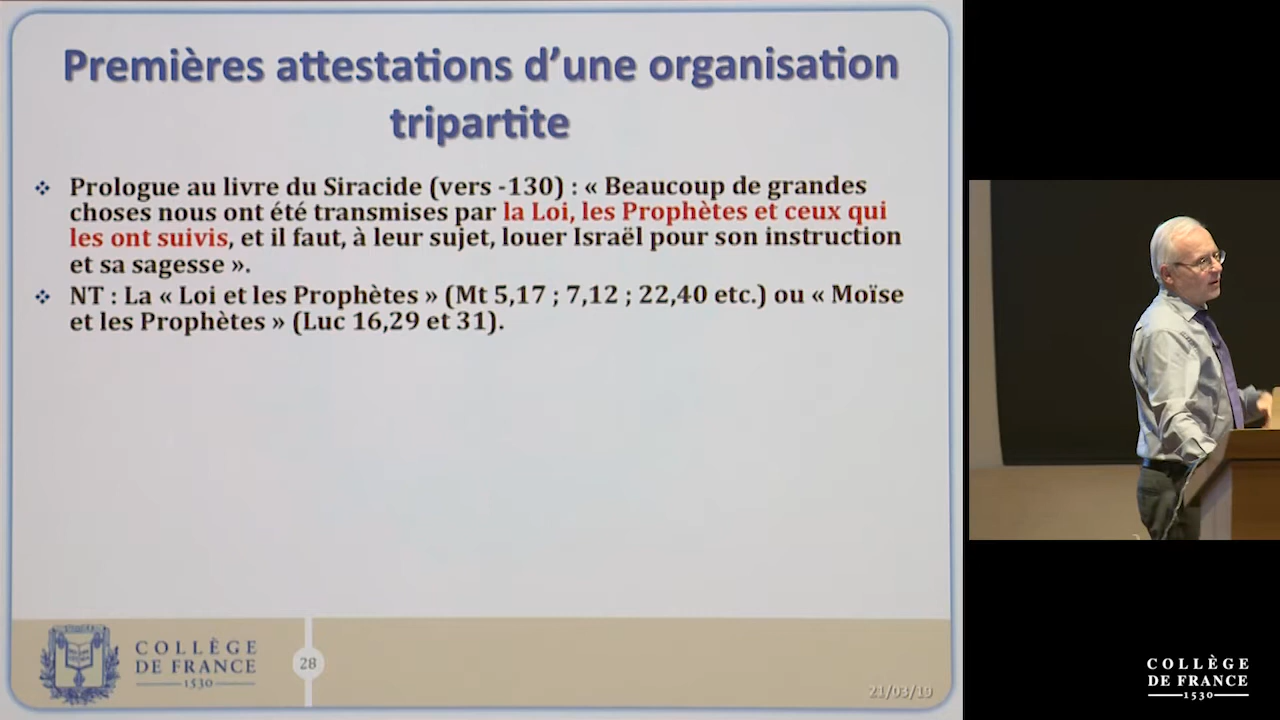 Premières attestations d’une organisation
tripartite
❖ Prologue au livre du Siracide (vers -130) : « Beaucoup de grandes
choses nous ont été transmises par la Loi, les Prophètes et ceux qui
les ont suivis, et il faut, à leur sujet, louer Israël pour son instruction
et sa sagesse ».
❖ NT : La « Loi et les Prophètes » (Mt 5,17 ; 7,12 ; 22,40 etc.) ou « Moïse
et les Prophètes » (Luc 16,29 et 31).
COLLÈGE
DE FRANCE
1530
28
21/03/19
COLLÈGE
DE FRANCE
1530